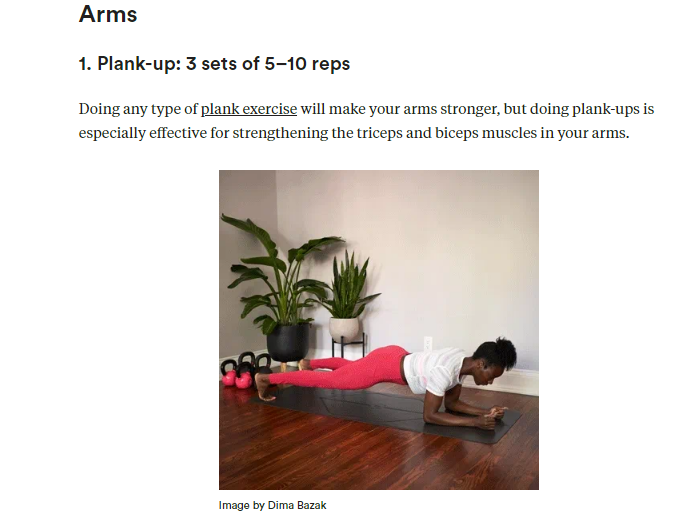 Arms
1. Plank-up: 3 sets of 5–10 reps
Doing any type of plank exercise will make your arms stronger, but doing plank-ups is
especially effective for strengthening the triceps and biceps muscles in your arms.
Image by Dima Bazak